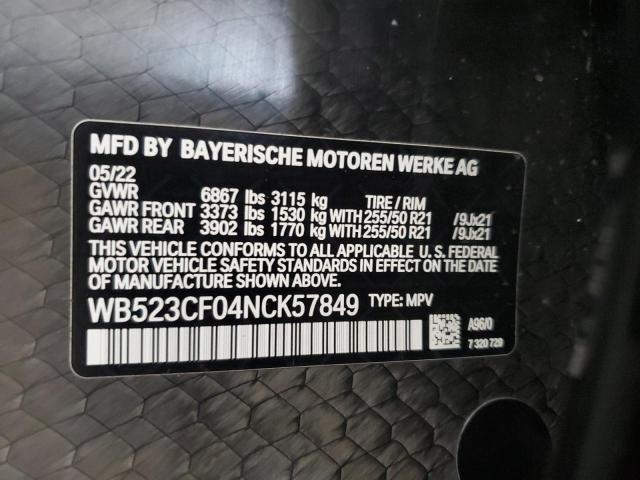 MFD BY BAYERISCHE MOTOREN WERKE AG
05/22
GVWR 6867 lbs 3115 kg TIRE / RIM
GAWR FRONT 3373 lbs 1530 kg WITH 255/50 R21 /9Jx21
GAWR REAR 3902 lbs 1770 kg WITH 255/50 R21 /9Jx21
THIS VEHICLE CONFORMS TO ALL APPLICABLE U. S. FEDERAL
MOTOR VEHICLE SAFETY STANDARDS IN EFFECT ON THE DATE
OF MANUFACTURE SHOWN ABOVE.
WB523CF04NCK57849 TYPE: MPV
A96/0
7 320 729